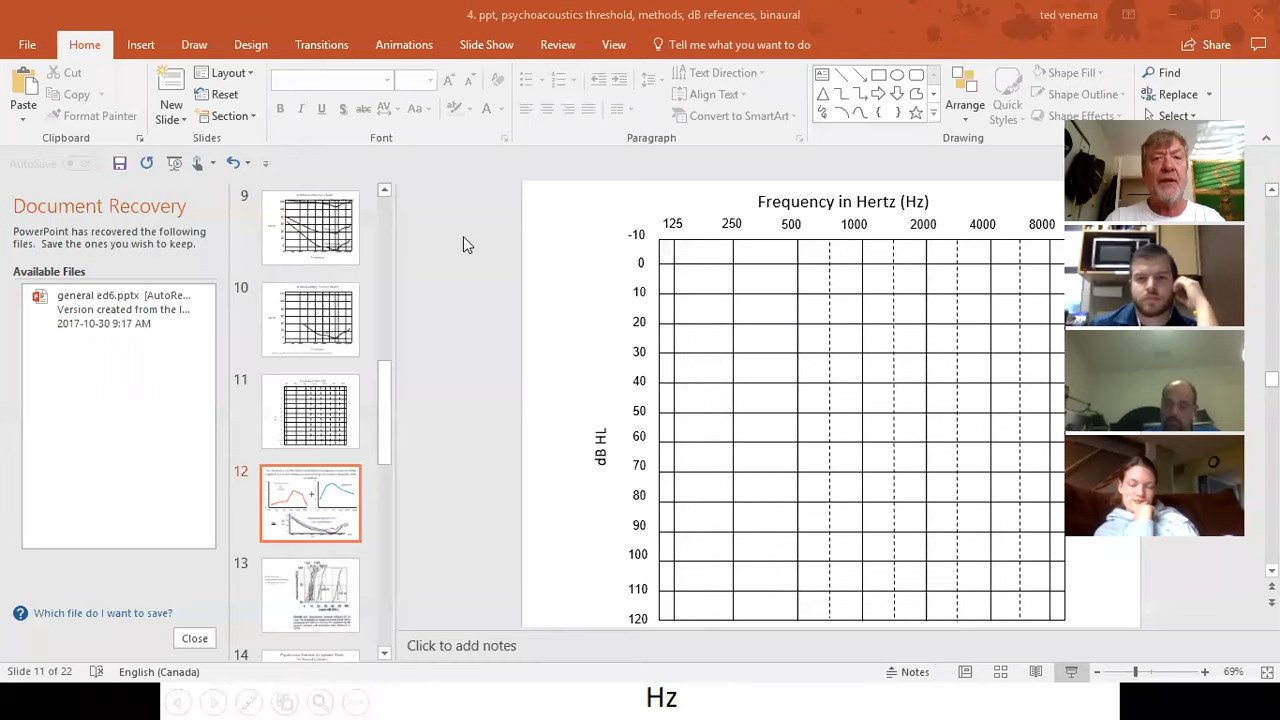 4. ppt, psychoacoustics threshold, methods, dB references, binaural
ted venema
File Home Insert Draw Design Transitions Animations Slide Show Review View Tell me what you want to do Share
Cut
Copy
Format Painter
Paste
Clipboard
New
Slide
Layout
Reset
Section
Slides
B I U S abc AV Aa A
Font
Paragraph
Text Direction
Align Text
Convert to SmartArt
Arrange
Quick
Styles
Shape Fill
Shape Outline
Shape Effects
Drawing
Find
Replace
Select
AutoSave
Document Recovery
PowerPoint has recovered the following
files. Save the ones you wish to keep.
Available Files
general ed6.pptx [AutoRe...
Version created from the l...
2017-10-30 9:17 AM
Which file do I want to save?
Close
9
10
11
12
13
14
Frequency in Hertz (Hz)
125 250 500 1000 2000 4000 8000
-10
0
10
20
30
40
50
60
70
80
90
100
110
120
dB HL
Click to add notes
Slide 11 of 22 English (Canada) Notes 69%
Hz